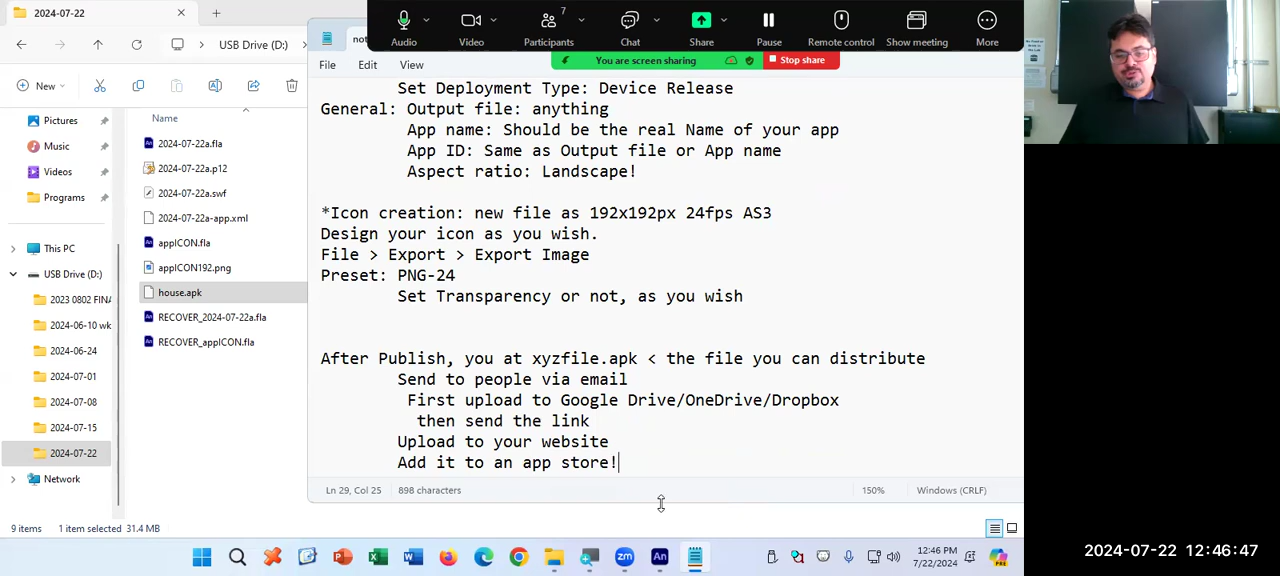 2024-07-22
USB Drive (D:)
New
Pictures
Music
Videos
Programs
This PC
USB Drive (D:)
2023 0802 FINA
2024-06-10 wk
2024-06-24
2024-07-01
2024-07-08
2024-07-15
2024-07-22
Network
Name
2024-07-22a.fla
2024-07-22a.p12
2024-07-22a.swf
2024-07-22a-app.xml
appICON.fla
appICON192.png
house.apk
RECOVER_2024-07-22a.fla
RECOVER_appICON.fla
9 items 1 item selected 31.4 MB
not
Audio
Video
7
Participants
Chat
Share
Pause
Remote control
Show meeting
More
You are screen sharing
Stop share
File Edit View
Set Deployment Type: Device Release
General: Output file: anything
App name: Should be the real Name of your app
App ID: Same as Output file or App name
Aspect ratio: Landscape!
*Icon creation: new file as 192x192px 24fps AS3
Design your icon as you wish.
File > Export > Export Image
Preset: PNG-24
Set Transparency or not, as you wish
After Publish, you at xyzfile.apk < the file you can distribute
Send to people via email
First upload to Google Drive/OneDrive/Dropbox
then send the link
Upload to your website
Add it to an app store!
Ln 29, Col 25 898 characters 150% Windows (CRLF)
12:46 PM
7/22/2024
2024-07-22 12:46:47